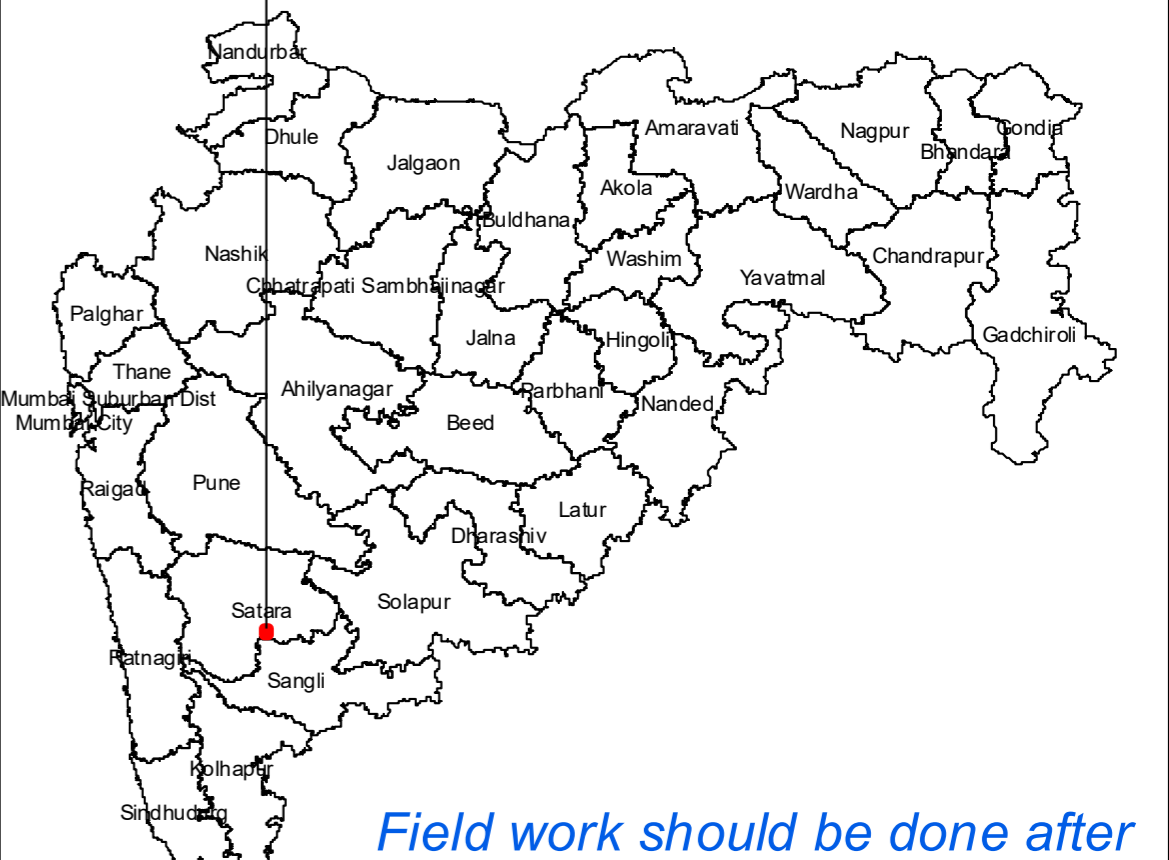 Nandurbar
Dhule
Jalgaon
Amaravati
Nagpur
Gondia
Bhandara
Akola
Wardha
Buldhana
Nashik
Washim
Chandrapur
Chhatrapati Sambhajinagar
Yavatmal
Palghar
Jalna
Hingoli
Gadchiroli
Thane
Ahilyanagar
Parbhani
Mumbai Suburban Dist
Nanded
Mumbai City
Beed
Raigad
Pune
Latur
Dharashiv
Satara
Solapur
Ratnagiri
Sangli
Kolhapur
Sindhudurg
Field work should be done after